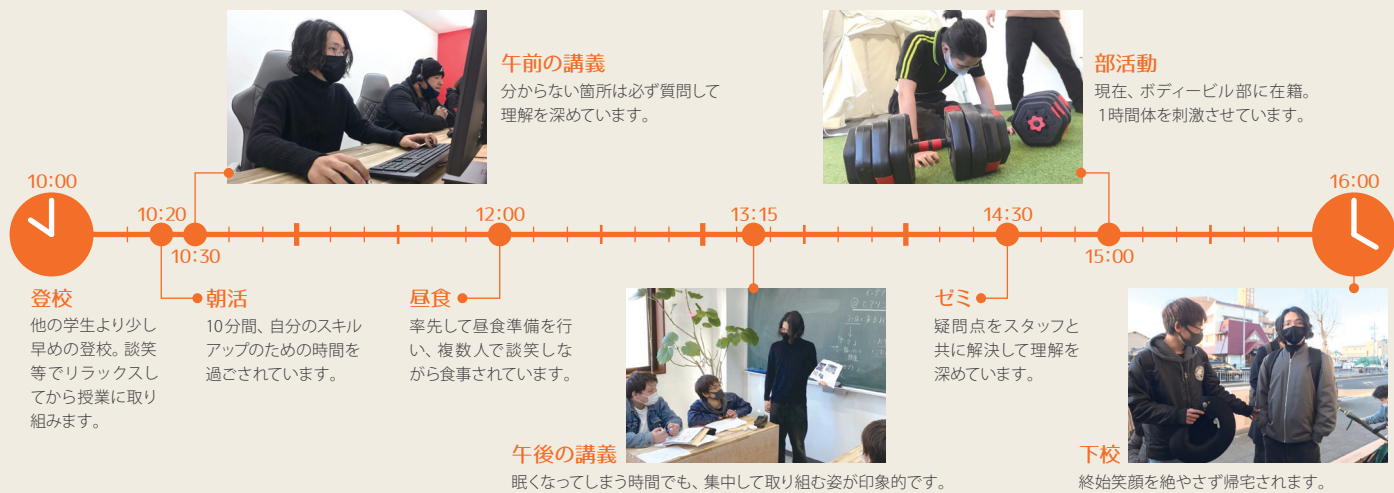 10:00
登校
他の学生より少し
早めの登校。談笑
等でリラックスし
てから授業に取り
組みます。
10:20
朝活
10分間、自分のスキル
アップのための時間を
過ごされています。
10:30
午前の講義
分からない箇所は必ず質問して
理解を深めています。
12:00
昼食
率先して昼食準備を行
い、複数人で談笑しな
がら食事されています。
13:15
午後の講義
眠くなってしまう時間でも、集中して取り組む姿が印象的です。
14:30
ゼミ
疑問点をスタッフと
共に解決して理解を
深めています。
15:00
部活動
現在、ボディービル部に在籍。
1時間体を刺激させています。
16:00
下校
終始笑顔を絶やさず帰宅されます。